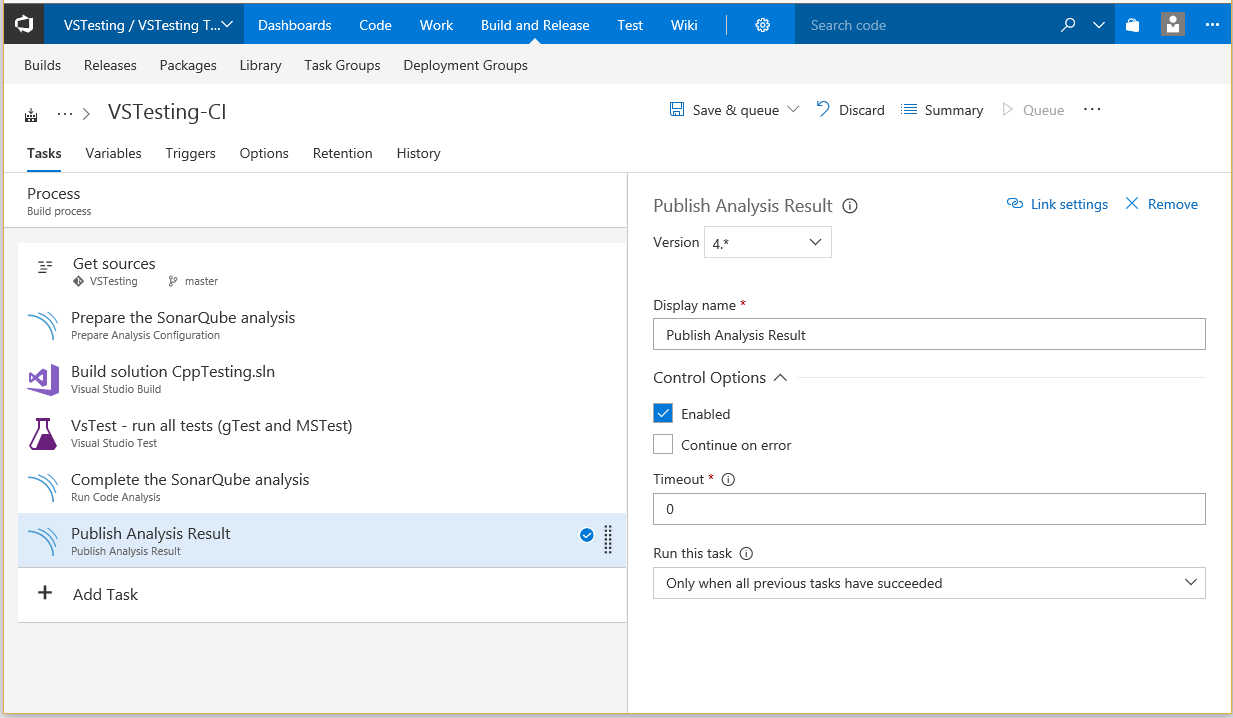 VSTesting / VSTesting T... Dashboards Code Work Build and Release Test Wiki Search code
Builds Releases Packages Library Task Groups Deployment Groups
... VSTesting-CI Save & queue Discard Summary Queue ...
Tasks Variables Triggers Options Retention History
Process
Build process
Get sources
VSTesting master
Prepare the SonarQube analysis
Prepare Analysis Configuration
Build solution CppTesting.sln
Visual Studio Build
VsTest - run all tests (gTest and MSTest)
Visual Studio Test
Complete the SonarQube analysis
Run Code Analysis
Publish Analysis Result
Publish Analysis Result
Add Task
Publish Analysis Result Link settings Remove
Version 4.*
Display name *
Publish Analysis Result
Control Options
Enabled
Continue on error
Timeout *
0
Run this task
Only when all previous tasks have succeeded